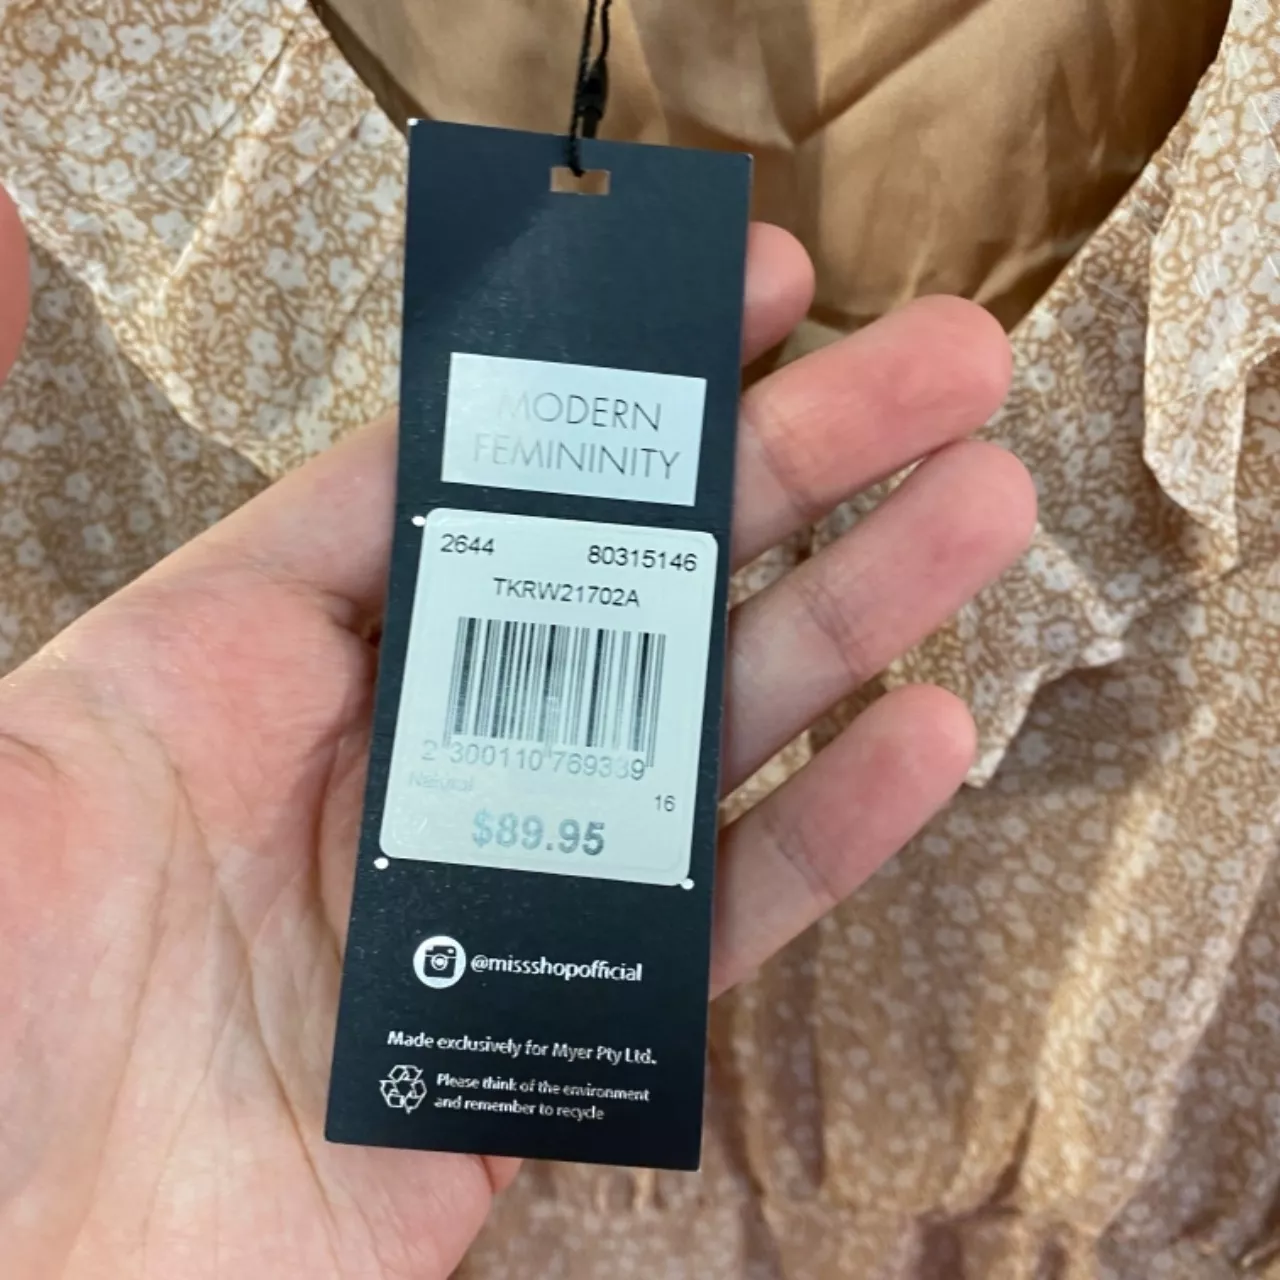 MODERN
FEMININITY
2644 80315146
TKRW21702A
2 300110 769339
Natural
16
$89.95
@missshopofficial
Made exclusively for Myer Pty Ltd.
Please think of the environment
and remember to recycle